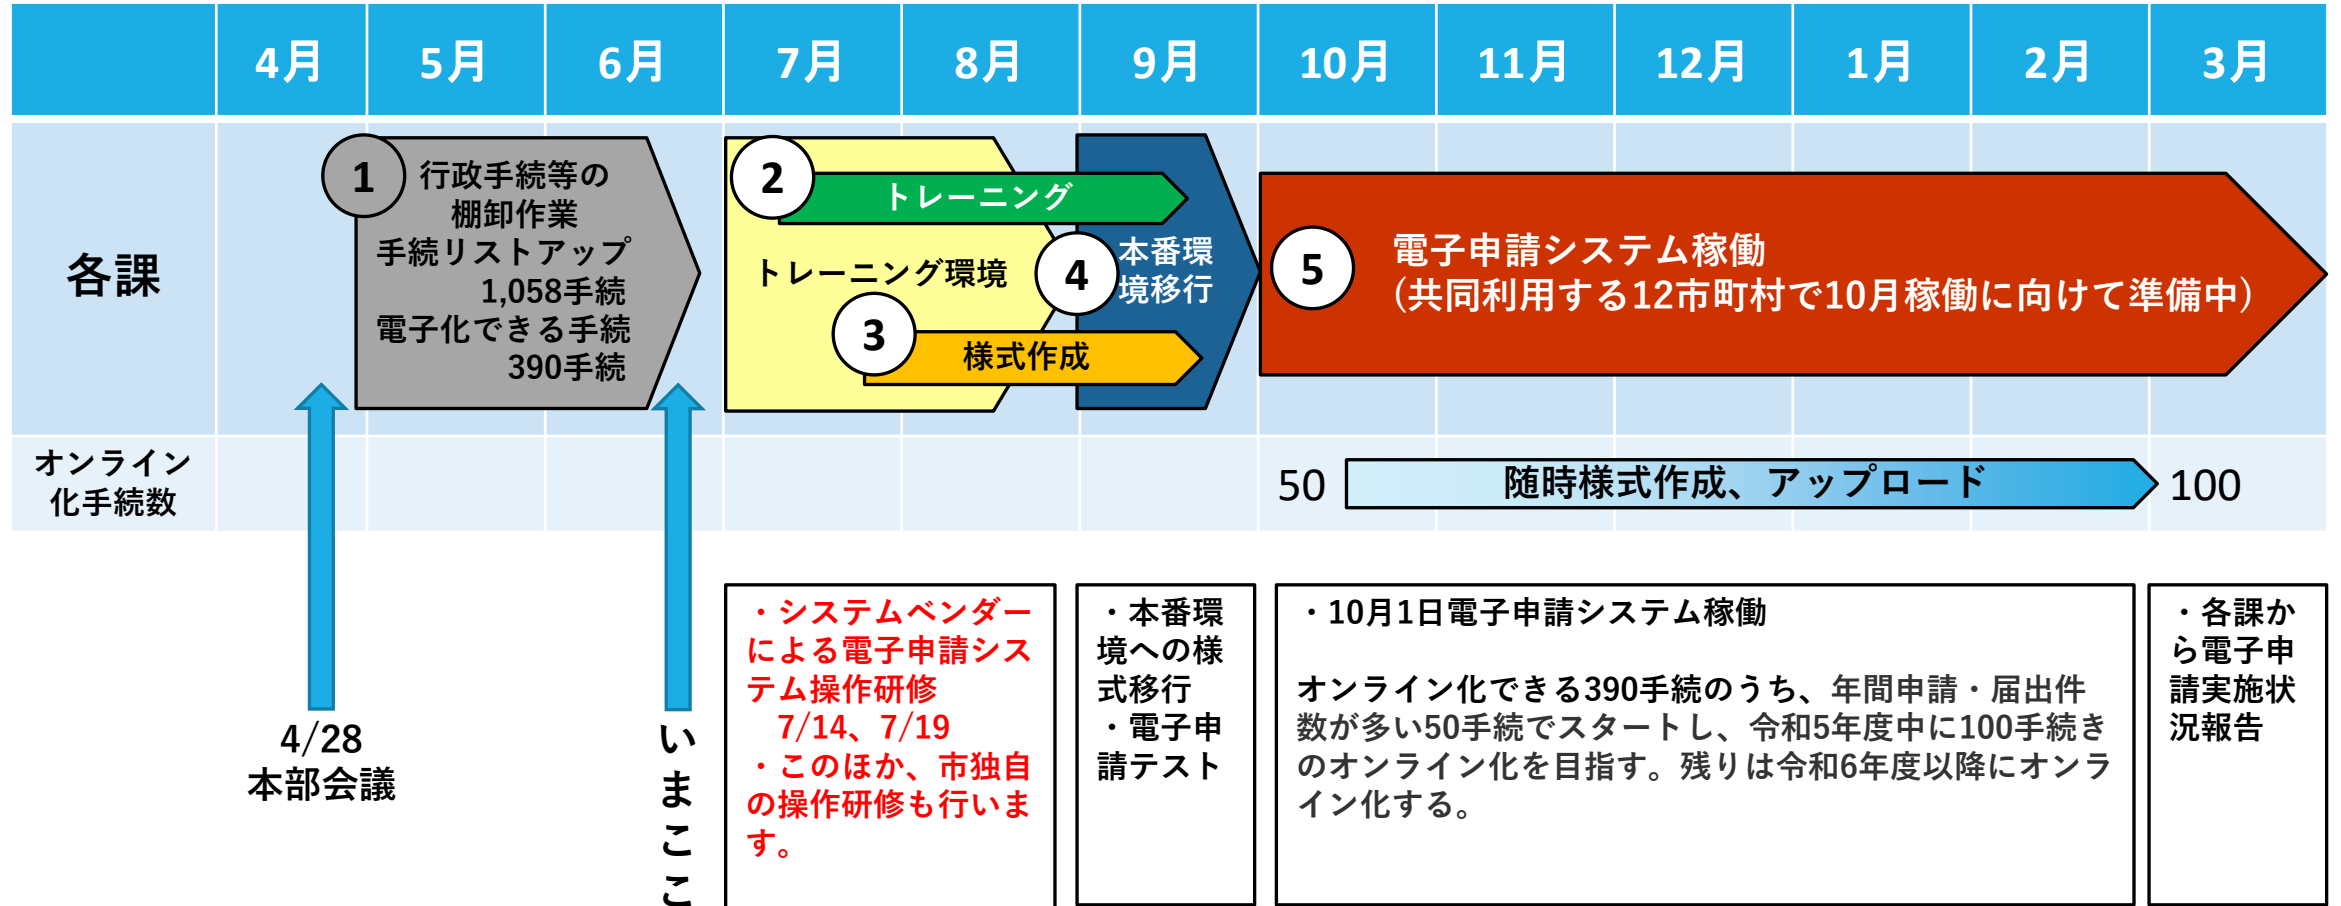 4月
5月
6月
7月
8月
9月
10月
11月
12月
1月
2月
3月
各課
1
行政手続等の
棚卸作業
手続リストアップ
1,058手続
電子化できる手続
390手続
2
トレーニング
トレーニング環境
3
様式作成
4
本番環
境移行
5
電子申請システム稼働
(共同利用する12市町村で10月稼働に向けて準備中)
オンライン
化手続数
50
随時様式作成、アップロード
100
4/28
本部会議
い
ま
こ
こ
・システムベンダー
による電子申請シス
テム操作研修
7/14、7/19
・このほか、市独自
の操作研修も行いま
す。
・本番環
境への様
式移行
・電子申
請テスト
・10月1日電子申請システム稼働
オンライン化できる390手続のうち、年間申請・届出件
数が多い50手続でスタートし、令和5年度中に100手続き
のオンライン化を目指す。残りは令和6年度以降にオンラ
イン化する。
・各課か
ら電子申
請実施状
況報告